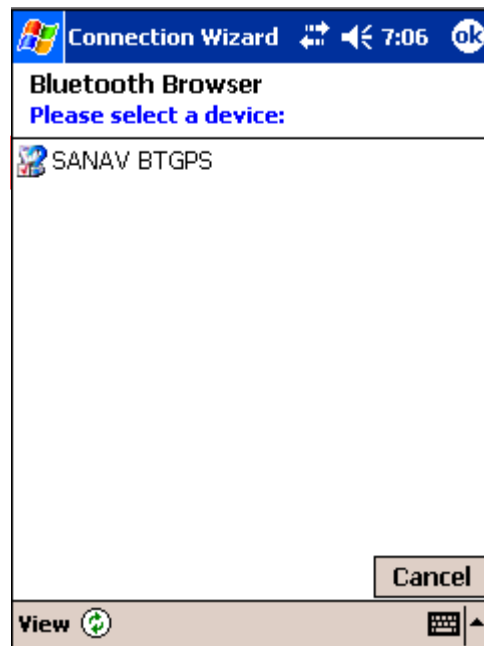 Connection Wizard 7:06 ok
Bluetooth Browser
Please select a device:
SANAV BTGPS
Cancel
View